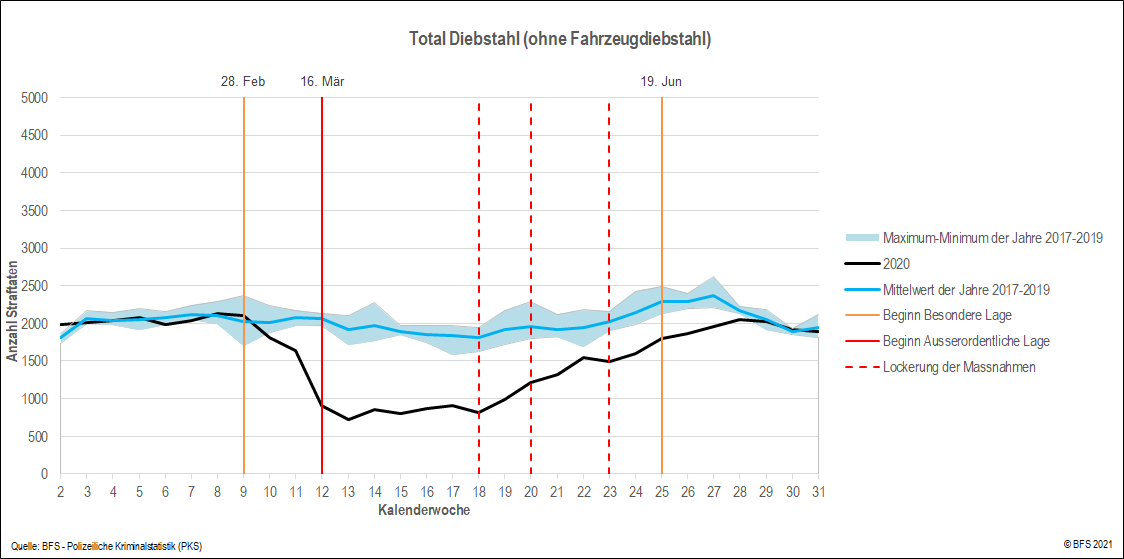 Total Diebstahl (ohne Fahrzeugdiebstahl)
28. Feb
16. Mär
19. Jun
5000
4500
4000
3500
3000
2500
2000
1500
1000
500
0
Anzahl Straftaten
2 3 4 5 6 7 8 9 10 11 12 13 14 15 16 17 18 19 20 21 22 23 24 25 26 27 28 29 30 31
Kalenderwoche
Maximum-Minimum der Jahre 2017-2019
2020
Mittelwert der Jahre 2017-2019
Beginn Besondere Lage
Beginn Ausserordentliche Lage
Lockerung der Massnahmen
Quelle: BFS - Polizeiliche Kriminalstatistik (PKS)
© BFS 2021